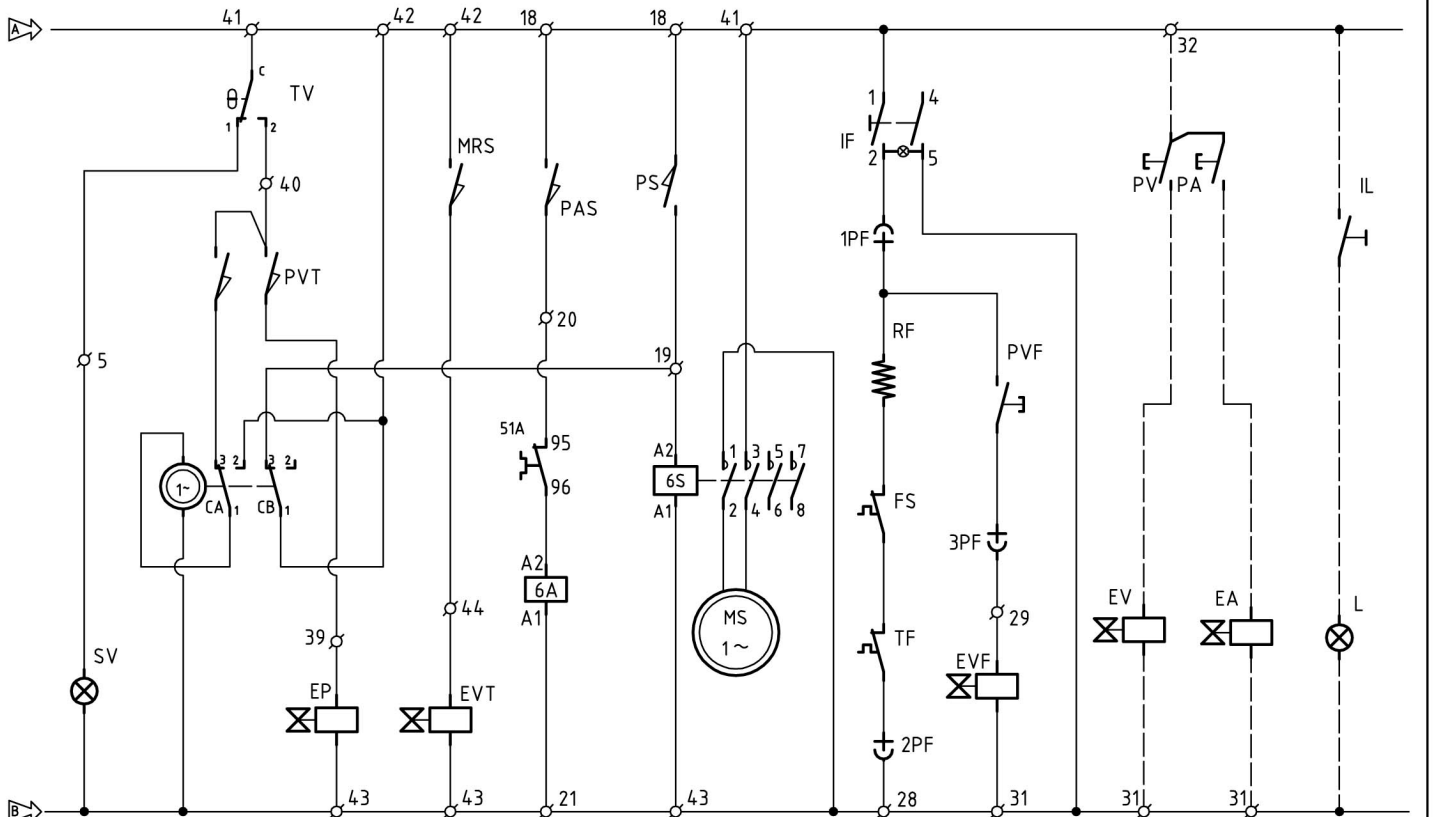 A 41 42 42 18 18 41 32
C
TV
θ
1 2
1 4
IF
2 5
MRS
PS
PAS
PV PA
IL
40
1PF
PVT
20
RF
PVF
5
19
51A 95
96
3 2 3 2
1~
CA 1 CB 1
A2
6S
A1
1 3 5 7
2 4 6 8
FS
3PF
A2
6A
A1
44
MS
1~
29
EV
EA
L
39
TF
SV
EP
EVT
EVF
2PF
B 43 43 21 43 28 31 31 31